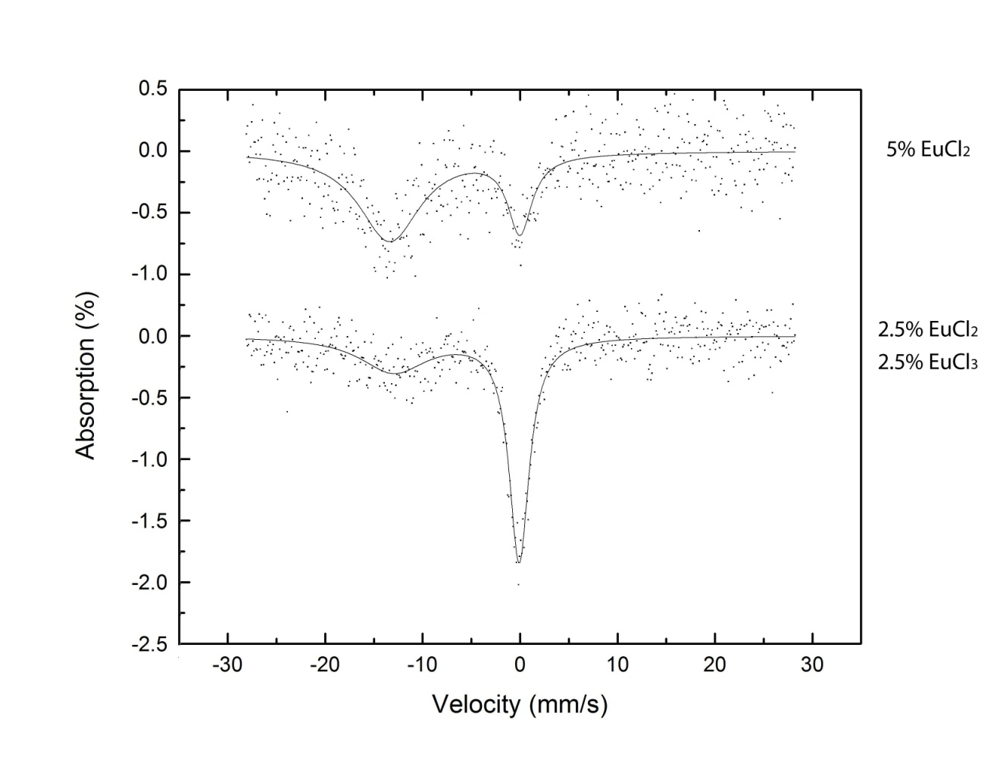 0.5
0.0
-0.5
-1.0
0.0
-0.5
-1.0
-1.5
-2.0
-2.5
-30 -20 -10 0 10 20 30
Velocity (mm/s)
Absorption (%)
5% EuCl₂
2.5% EuCl₂
2.5% EuCl₃